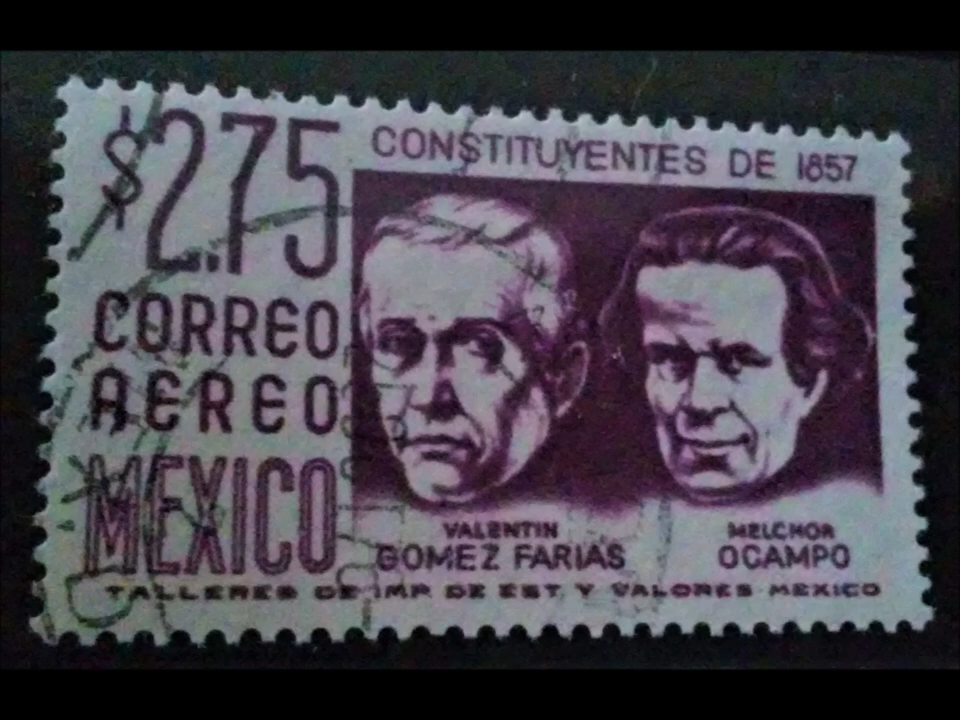 $2.75
CONSTITUYENTES DE 1857
CORREO
AEREO
MEXICO
VALENTIN
GOMEZ FARIAS
MELCHOR
OCAMPO
TALLERES DE IMP. DE EST. Y VALORES-MEXICO